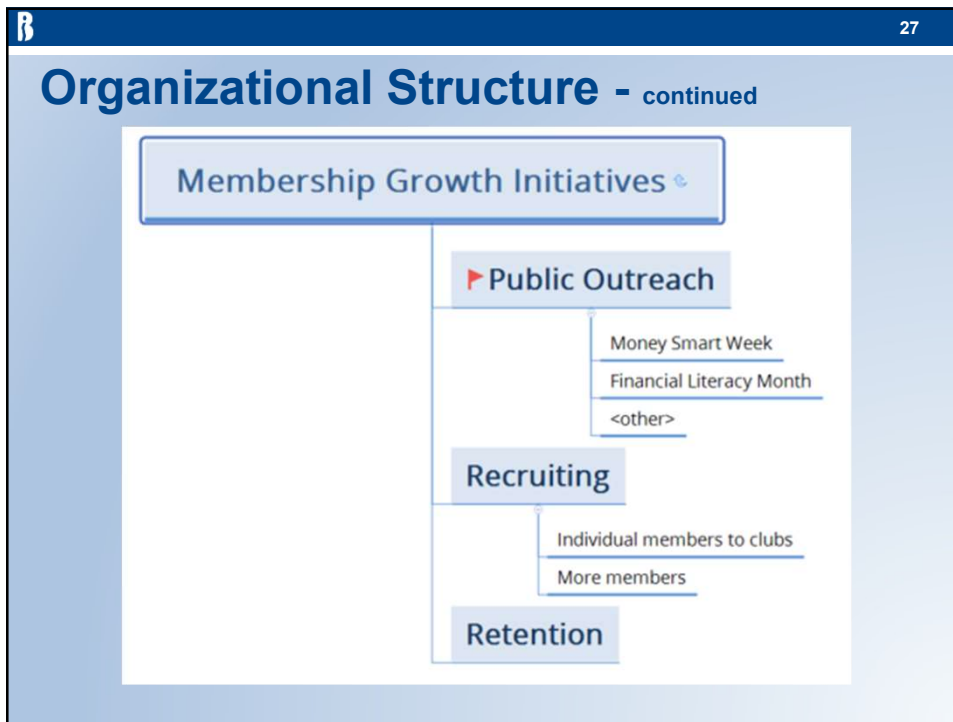 27
Organizational Structure - continued
Membership Growth Initiatives
Public Outreach
Money Smart Week
Financial Literacy Month
<other>
Recruiting
Individual members to clubs
More members
Retention